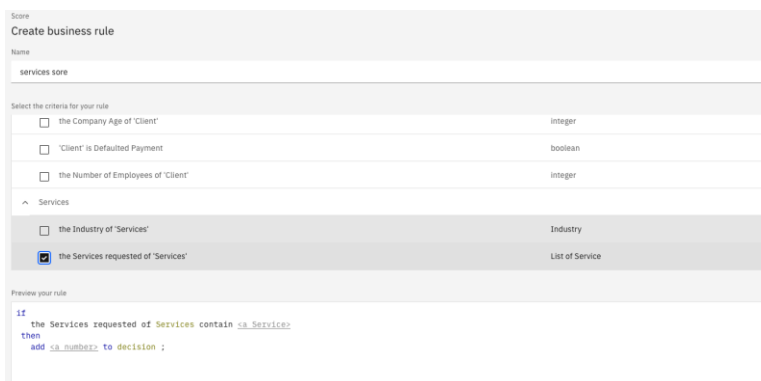 Score
Create business rule
Name
services sore
Select the criteria for your rule
the Company Age of 'Client' integer
'Client' is Defaulted Payment boolean
the Number of Employees of 'Client' integer
Services
the Industry of 'Services' Industry
the Services requested of 'Services' List of Service
Preview your rule
if
the Services requested of Services contain <a Service>
then
add <a number> to decision ;